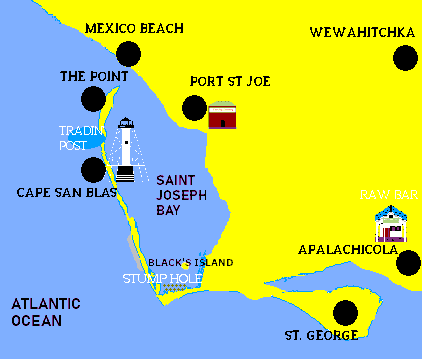 MEXICO BEACH
WEWAHITCHKA
THE POINT
PORT ST JOE
TRADIN
POST
SAINT
JOSEPH
BAY
CAPE SAN BLAS
RAW BAR
APALACHICOLA
BLACK'S ISLAND
STUMP HOLE
ATLANTIC
OCEAN
ST. GEORGE